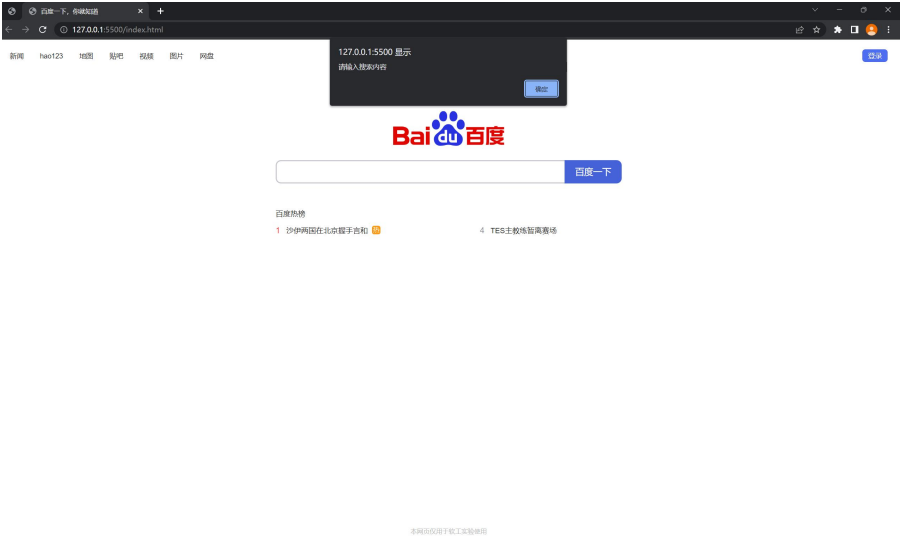 百度一下，你就知道
127.0.0.1:5500/index.html
新闻 hao123 地图 贴吧 视频 图片 网盘
登录
127.0.0.1:5500 显示
请输入搜索内容
确定
Bai du 百度
百度一下
百度热榜
1 沙伊两国在北京握手言和 热
4 TES主教练暂离赛场
本网页仅用于软工实验使用